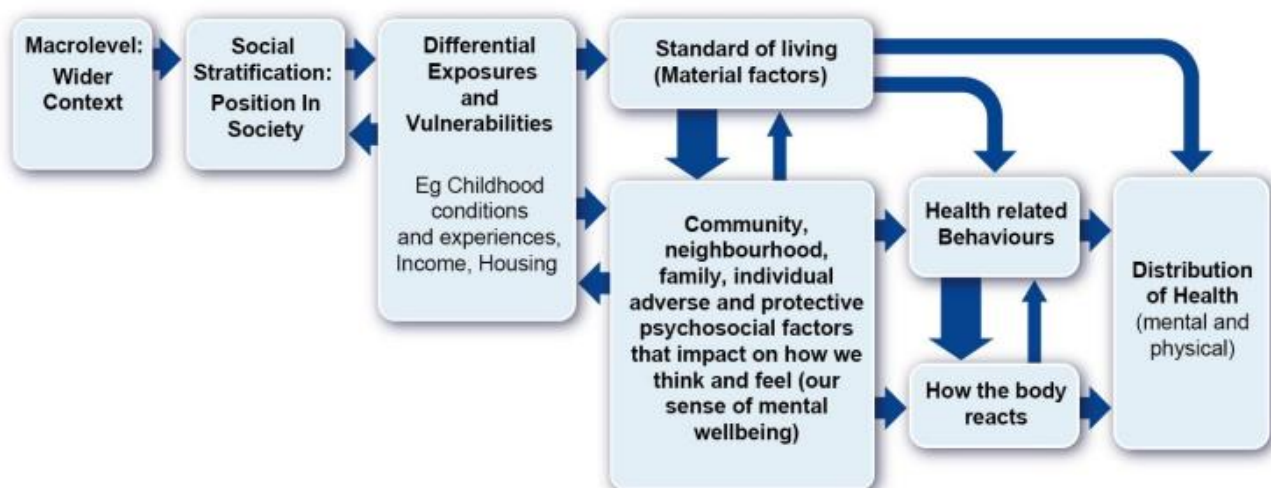 Macrolevel:
Wider
Context
Social
Stratification:
Position In
Society
Differential
Exposures
and
Vulnerabilities
Eg Childhood
conditions
and experiences,
Income, Housing
Standard of living
(Material factors)
Community,
neighbourhood,
family, individual
adverse and protective
psychosocial factors
that impact on how we
think and feel (our
sense of mental
wellbeing)
Health related
Behaviours
How the body
reacts
Distribution
of Health
(mental and
physical)